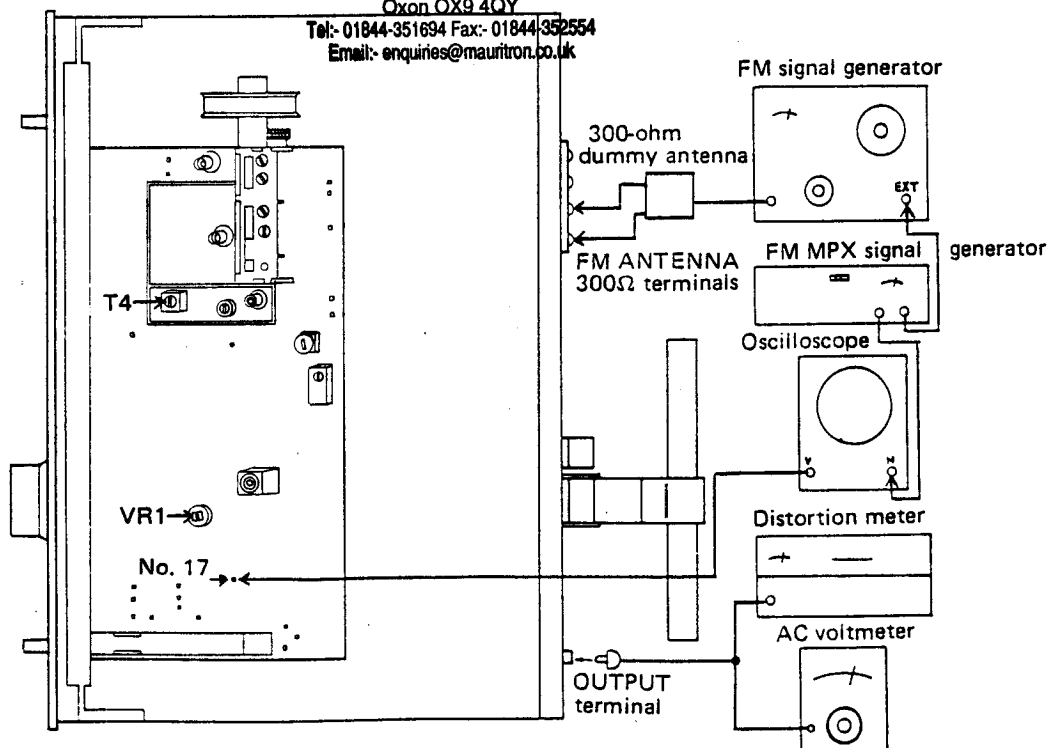 Oxon OX9 4QY
Tel:- 01844-351694 Fax:- 01844-352554
Email:- enquiries@mauritron.co.uk
FM signal generator
300-ohm
dummy antenna
EXT
FM ANTENNA
300Ω terminals
FM MPX signal generator
T4
Oscilloscope
V
H
VR1
Distortion meter
No. 17
AC voltmeter
OUTPUT
terminal